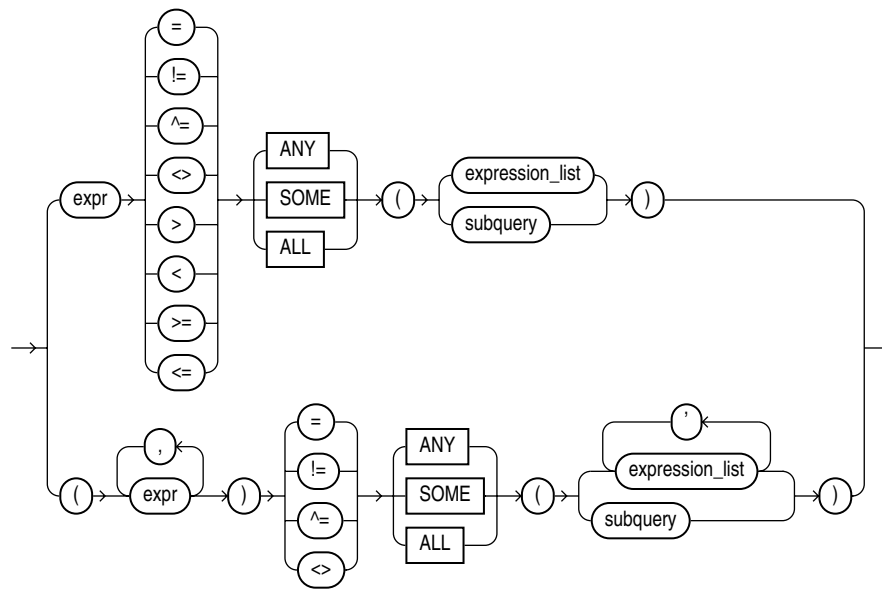 =
!=
^=
<>
>
<
>=
<=
expr
ANY
SOME
ALL
(
expression_list
subquery
)
(
,
expr
)
=
!=
^=
<>
ANY
SOME
ALL
(
,
expression_list
subquery
)